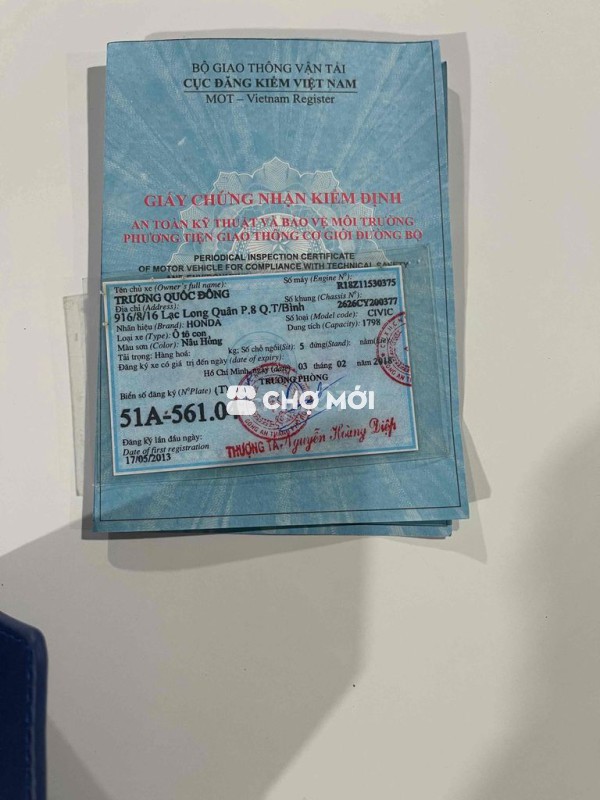 BỘ GIAO THÔNG VẬN TẢI
CỤC ĐĂNG KIỂM VIỆT NAM
MOT – Vietnam Register
GIẤY CHỨNG NHẬN KIỂM ĐỊNH
AN TOÀN KỸ THUẬT VÀ BẢO VỆ MÔI TRƯỜNG
PHƯƠNG TIỆN GIAO THÔNG CƠ GIỚI ĐƯỜNG BỘ
PERIODICAL INSPECTION CERTIFICATE
OF MOTOR VEHICLE FOR COMPLIANCE WITH TECHNICAL SAFETY
Tên chủ xe (Owner's full name): Số máy (Engine Nº): R18Z11530375
TRƯƠNG QUỐC ĐÔNG
Địa chỉ (Address): Số khung (Chassis Nº): 2626CY200377
916/8/16 Lạc Long Quân P.8 Q.T/Bình
Nhãn hiệu (Brand): HONDA Số loại (Model code): CIVIC
Loại xe (Type): Ô tô con Dung tích (Capacity): 1798
Màu sơn (Color): Nâu Hồng
Tải trọng: Hàng hoá: kg; Số chỗ ngồi(Sit): 5 đứng(Stand): nằm(Lie)
Đăng ký xe có giá trị đến ngày (date of expiry)
Hồ Chí Minh, ngày (date) 03 tháng 02 năm 2018
Biển số đăng ký (NºPlate) TRƯỞNG PHÒNG
51A-561.0
CHỢ MỚI
Đăng ký lần đầu ngày:
Date of first registration
17/05/2013
THƯỢNG TÁ: Nguyễn Hoàng Diệp